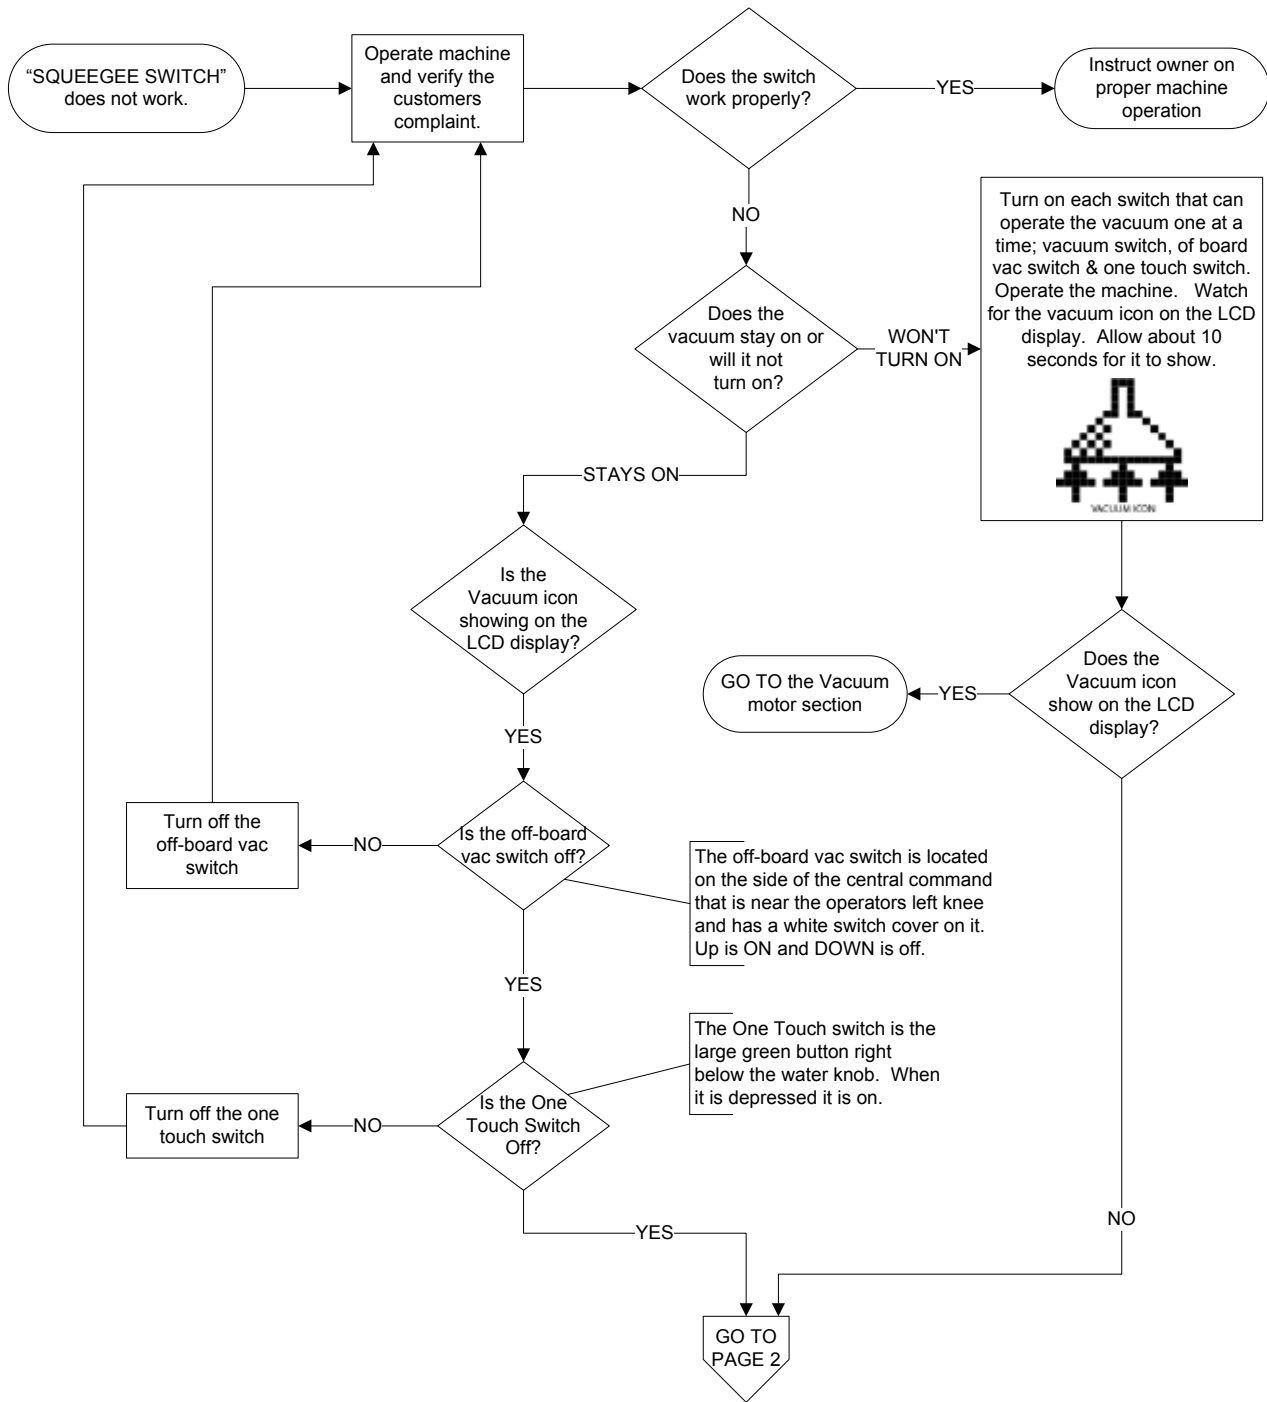 “SQUEEGEE SWITCH”
does not work.
Operate machine
and verify the
customers
complaint.
Does the switch
work properly?
YES
Instruct owner on
proper machine
operation
NO
Turn on each switch that can
operate the vacuum one at a
time; vacuum switch, of board
vac switch & one touch switch.
Operate the machine. Watch
for the vacuum icon on the LCD
display. Allow about 10
seconds for it to show.
VACUUM ICON
Does the
vacuum stay on or
will it not
turn on?
WON'T
TURN ON
STAYS ON
Is the
Vacuum icon
showing on the
LCD display?
YES
GO TO the Vacuum
motor section
YES
Does the
Vacuum icon
show on the LCD
display?
Turn off the
off-board vac
switch
NO
Is the off-board
vac switch off?
The off-board vac switch is located
on the side of the central command
that is near the operators left knee
and has a white switch cover on it.
Up is ON and DOWN is off.
YES
The One Touch switch is the
large green button right
below the water knob. When
it is depressed it is on.
Turn off the one
touch switch
NO
Is the One
Touch Switch
Off?
YES
NO
GO TO
PAGE 2